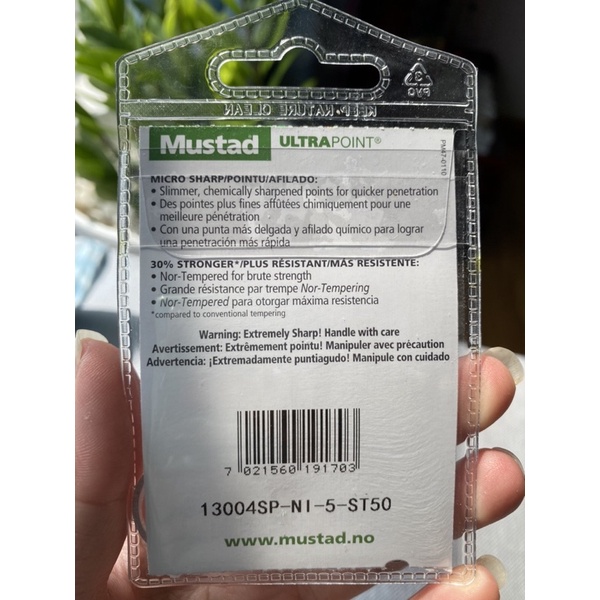 3
PVC
KEEP NATURE CLEAN
Mustad ULTRAPOINT®
PM47-0110
MICRO SHARP/POINTU/AFILADO:
• Slimmer, chemically sharpened points for quicker penetration
• Des pointes plus fines affûtées chimiquement pour une
meilleure pénétration
• Con una punta más delgada y afilado químico para lograr
una penetración más rápida
30% STRONGER*/PLUS RÉSISTANT/MÁS RESISTENTE:
• Nor-Tempered for brute strength
• Grande résistance par trempe Nor-Tempering
• Nor-Tempered para otorgar máxima resistencia
*compared to conventional tempering
Warning: Extremely Sharp! Handle with care
Avertissement: Extrêmement pointu! Manipuler avec précaution
Advertencia: ¡Extremadamente puntiagudo! Manipule con cuidado
7 021560 191703
13004SP-NI-5-ST50
www.mustad.no